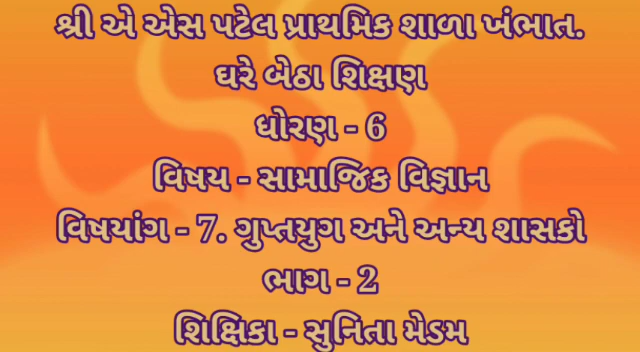 શ્રી એ એસ પટેલ પ્રાથમિક શાળા ખંભાત.
ઘરે બેઠા શિક્ષણ
ધોરણ - 6
વિષય - સામાજિક વિજ્ઞાન
વિષયાંગ - 7. ગુપ્તયુગ અને અન્ય શાસકો
ભાગ - 2
શિક્ષિકા - સુનિતા મેડમ